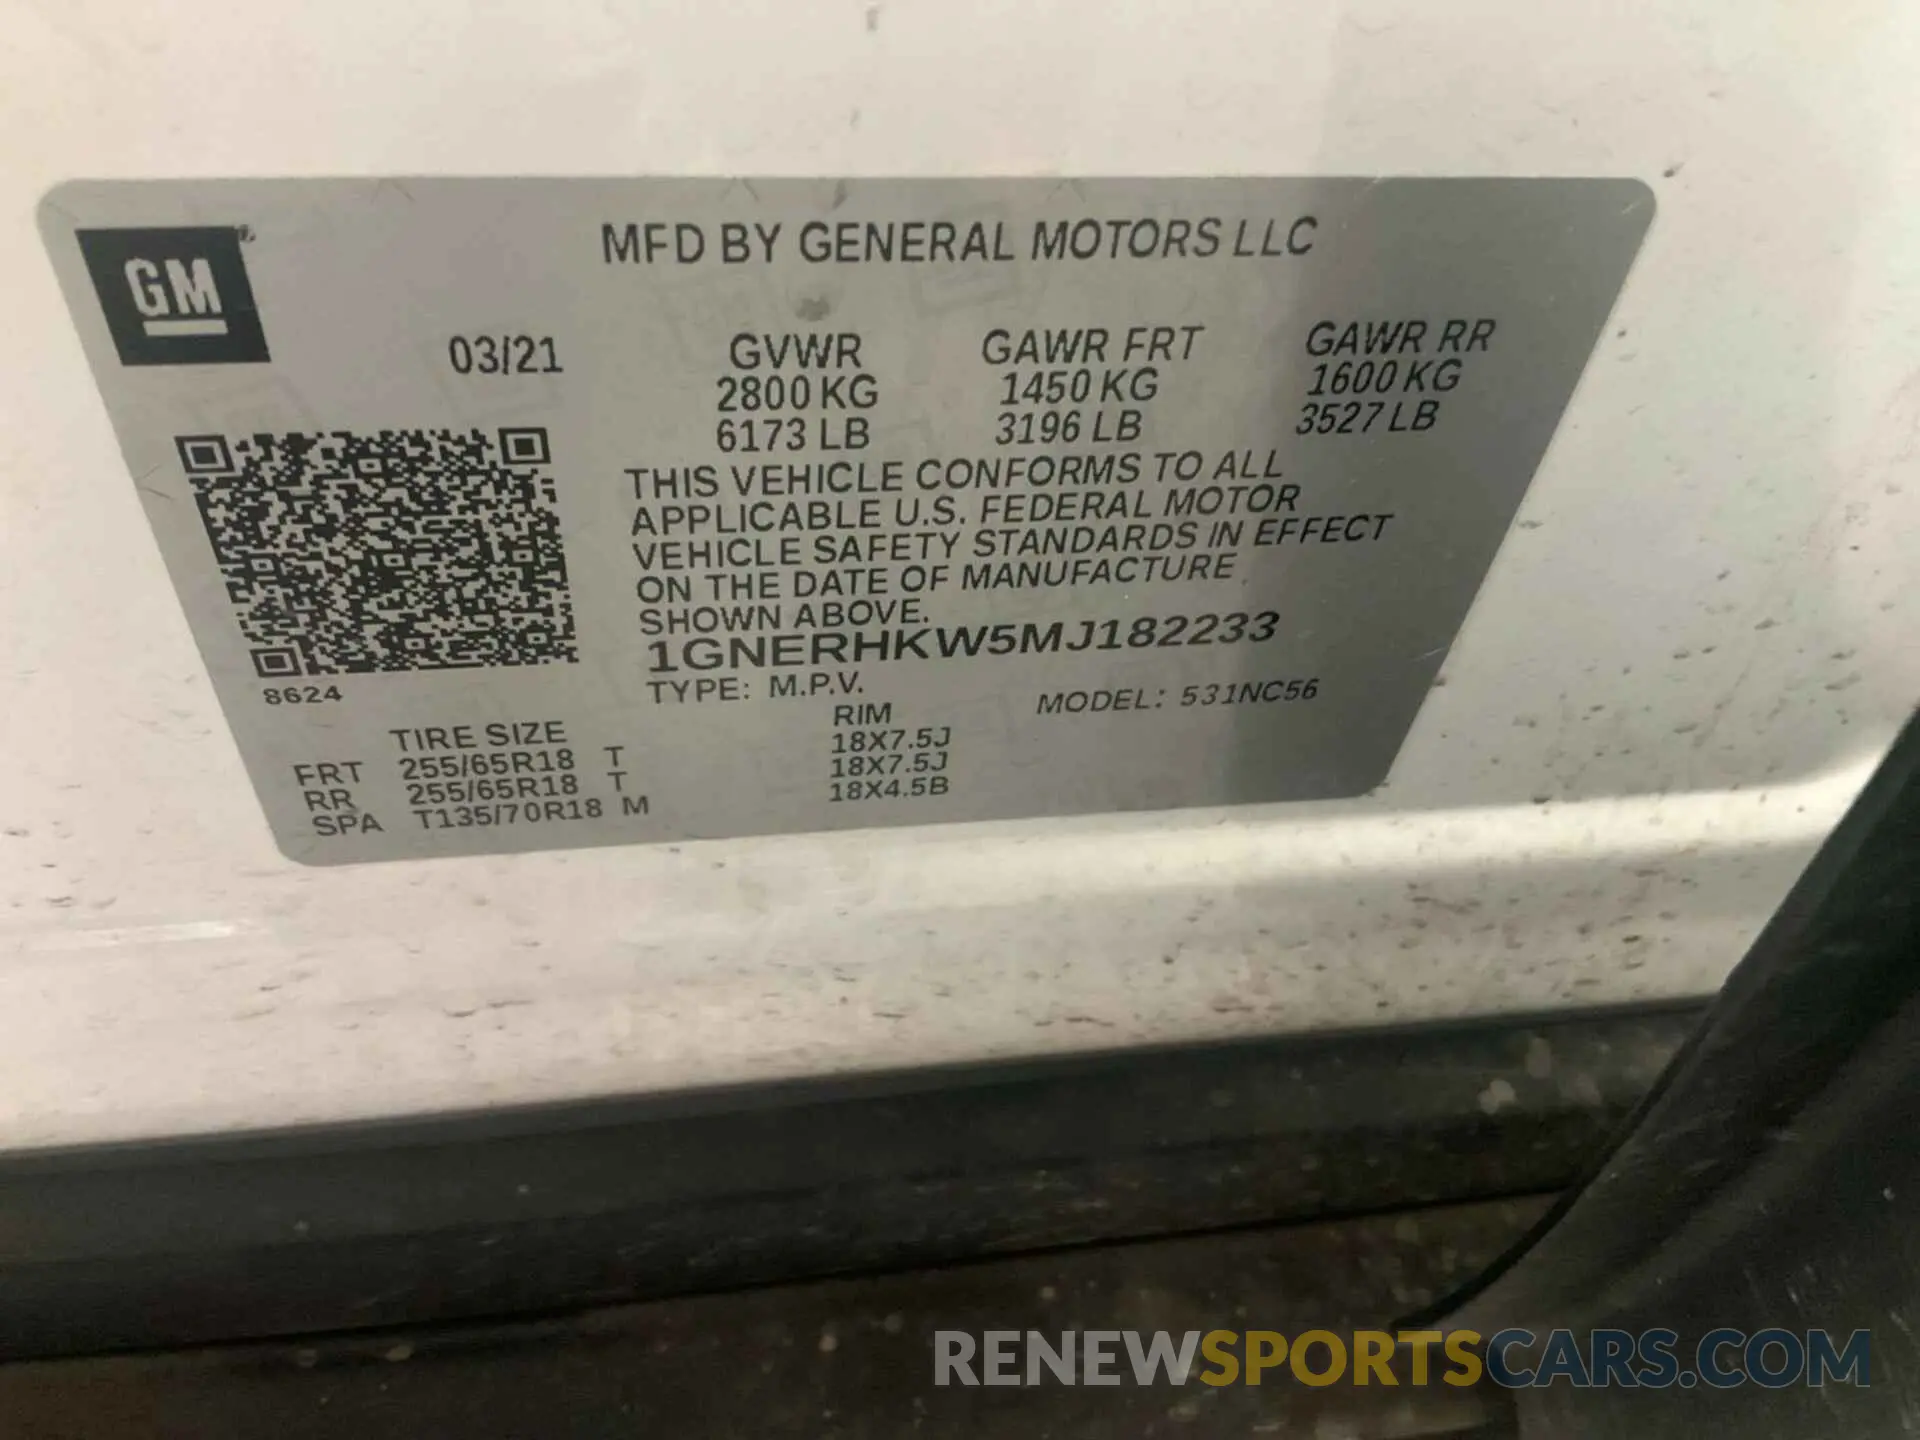 GM
MFD BY GENERAL MOTORS LLC
03/21 GVWR GAWR FRT GAWR RR
2800 KG 1450 KG 1600 KG
6173 LB 3196 LB 3527 LB
THIS VEHICLE CONFORMS TO ALL
APPLICABLE U.S. FEDERAL MOTOR
VEHICLE SAFETY STANDARDS IN EFFECT
ON THE DATE OF MANUFACTURE
SHOWN ABOVE.
1GNERHKW5MJ182233
8624
TYPE: M.P.V. MODEL: 531NC56
TIRE SIZE RIM
FRT 255/65R18 T 18X7.5J
RR 255/65R18 T 18X7.5J
SPA T135/70R18 M 18X4.5B
RENEWSPORTSCARS.COM